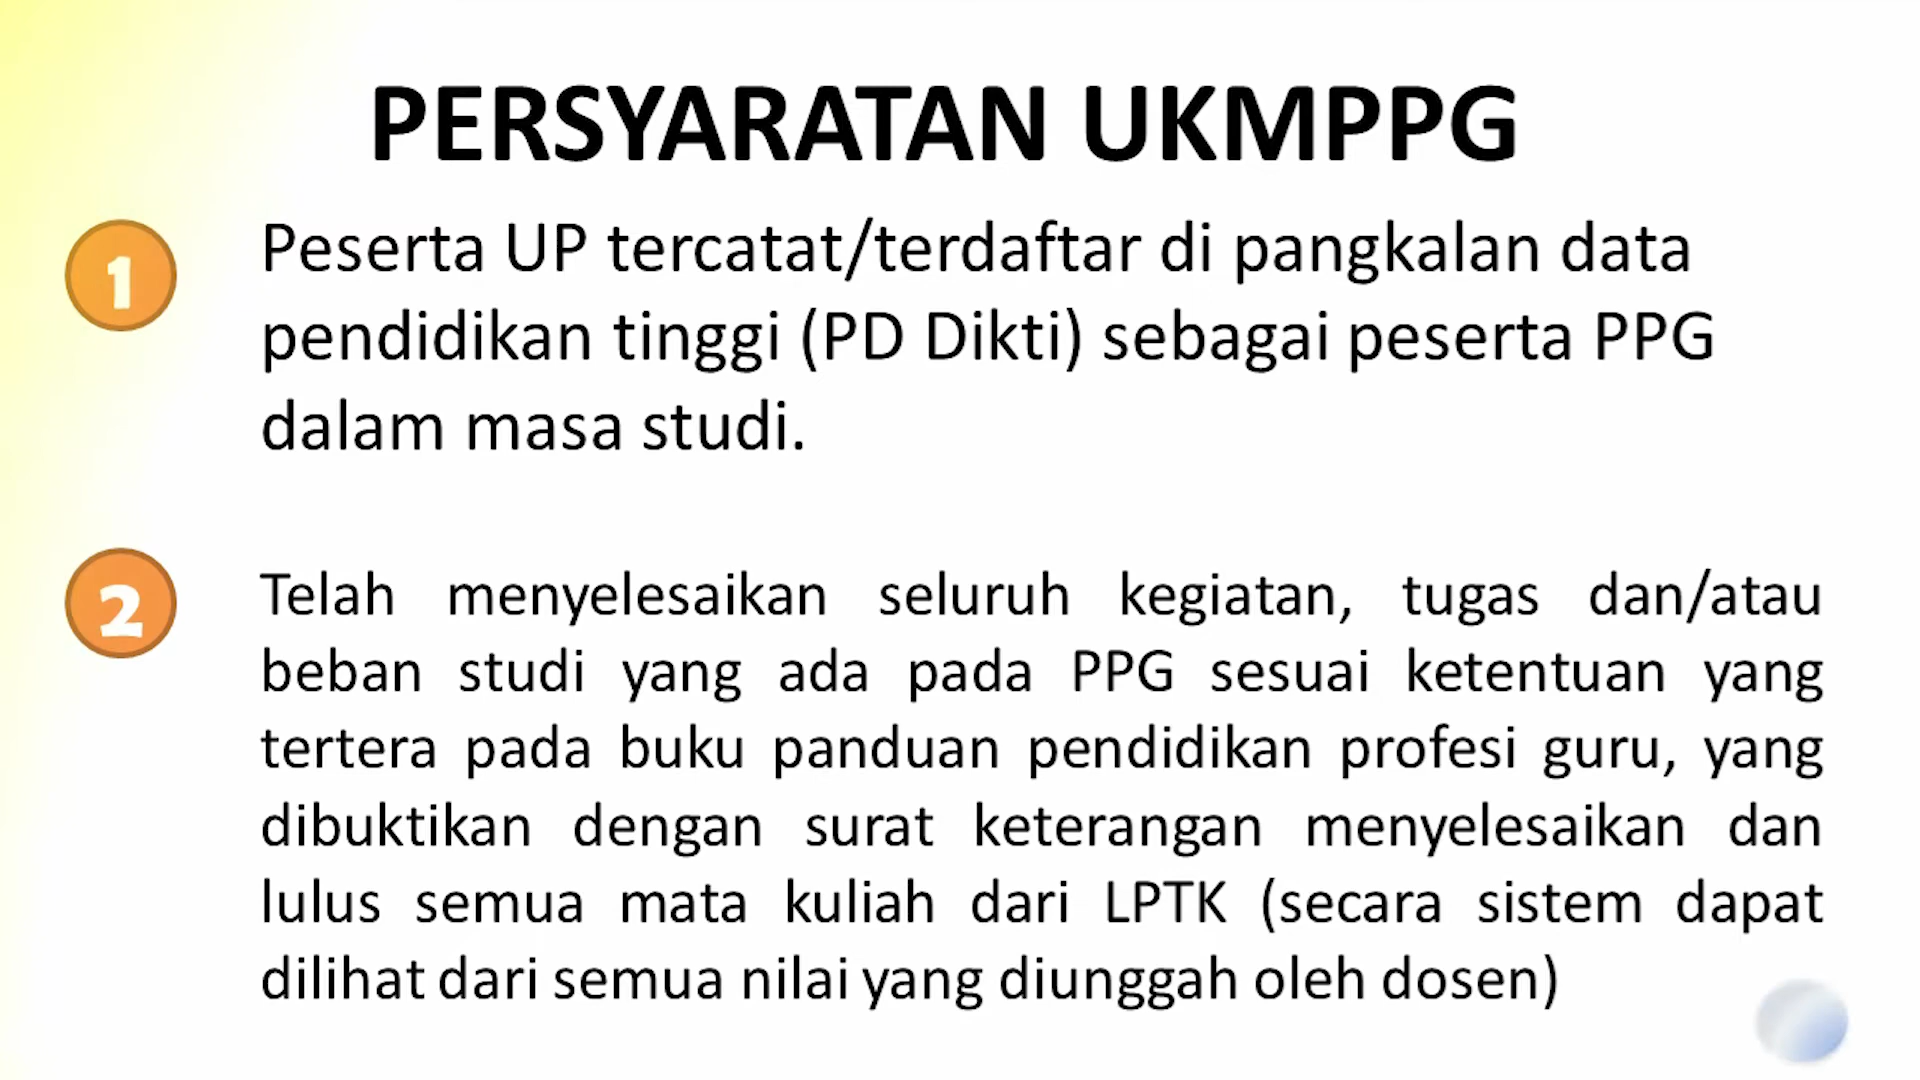 PERSYARATAN UKMPPG
1
Peserta UP tercatat/terdaftar di pangkalan data
pendidikan tinggi (PD Dikti) sebagai peserta PPG
dalam masa studi.
2
Telah menyelesaikan seluruh kegiatan, tugas dan/atau
beban studi yang ada pada PPG sesuai ketentuan yang
tertera pada buku panduan pendidikan profesi guru, yang
dibuktikan dengan surat keterangan menyelesaikan dan
lulus semua mata kuliah dari LPTK (secara sistem dapat
dilihat dari semua nilai yang diunggah oleh dosen)